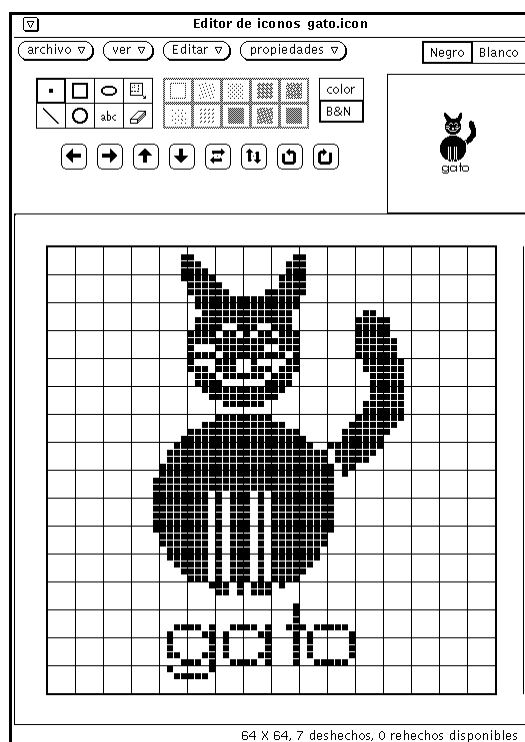 Editor de iconos gato.icon
archivo ver Editar propiedades Negro Blanco
color
abc B&N
gato
gato
64 X 64, 7 deshechos, 0 rehechos disponibles